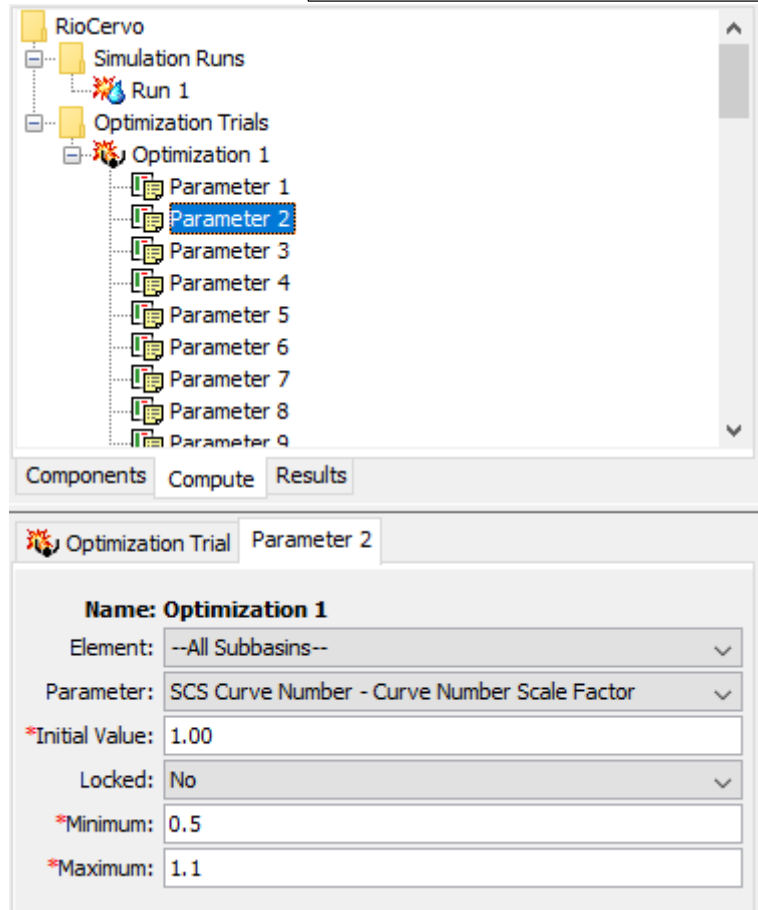 RioCervo
Simulation Runs
Run 1
Optimization Trials
Optimization 1
Parameter 1
Parameter 2
Parameter 3
Parameter 4
Parameter 5
Parameter 6
Parameter 7
Parameter 8
Parameter 9
Components Compute Results
Optimization Trial Parameter 2
Name: Optimization 1
Element: --All Subbasins--
Parameter: SCS Curve Number - Curve Number Scale Factor
*Initial Value: 1.00
Locked: No
*Minimum: 0.5
*Maximum: 1.1